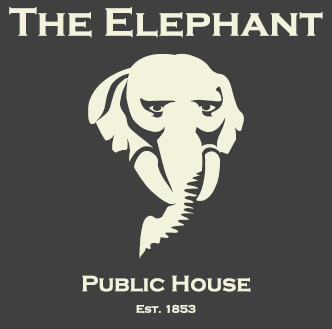 The Elephant
Public House
Est. 1853